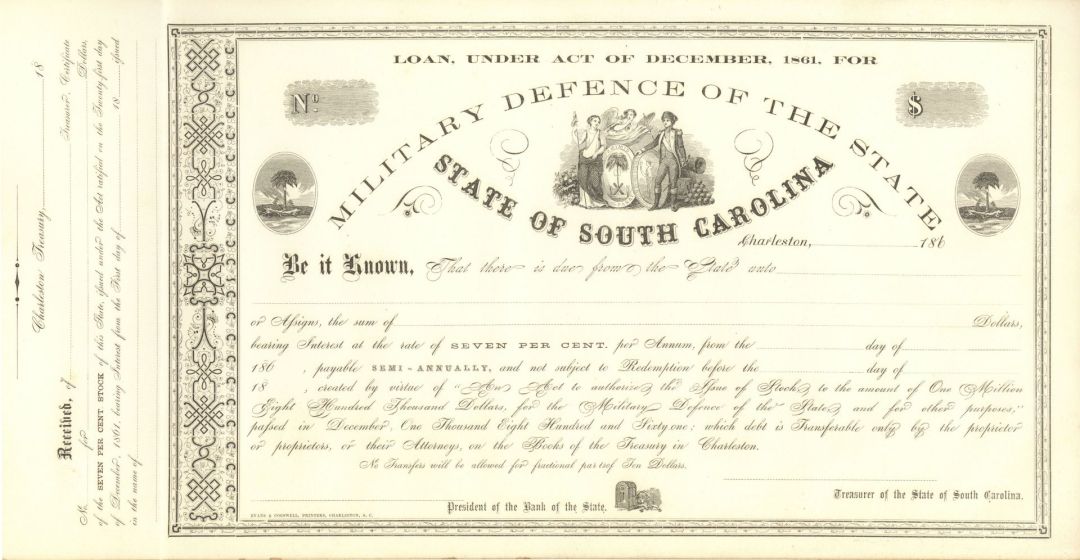 Charleston Treasury, 18
Received, of Treasurer, Certificate
No. for Dollars,
of the SEVEN PER CENT STOCK of this State, issued under the Act ratified on the Twenty first day
of December, 1861, bearing Interest from the First day of 18 issued
in the name of
LOAN, UNDER ACT OF DECEMBER, 1861, FOR
No.
$
MILITARY DEFENCE OF THE STATE
STATE OF SOUTH CAROLINA
Charleston, 186
Be it Known, That there is due from the State unto
or Assigns, the sum of Dollars,
bearing Interest at the rate of SEVEN PER CENT. per Annum, from the day of
186 , payable SEMI-ANNUALLY, and not subject to Redemption before the day of
18 , created by virtue of "An Act to authorize the Issue of Stock to the amount of One Million
Eight Hundred Thousand Dollars, for the Military Defence of the State, and for other purposes,"
passed in December, One Thousand Eight Hundred and Sixty one: which debt is Transferable only by the proprietor
or proprietors, or their Attorneys, on the Books of the Treasury in Charleston.
No Transfers will be allowed for fractional par tsof Ten Dollars.
Treasurer of the State of South Carolina.
President of the Bank of the State.
EVANS & COGSWELL, PRINTERS, CHARLESTON, S. C.